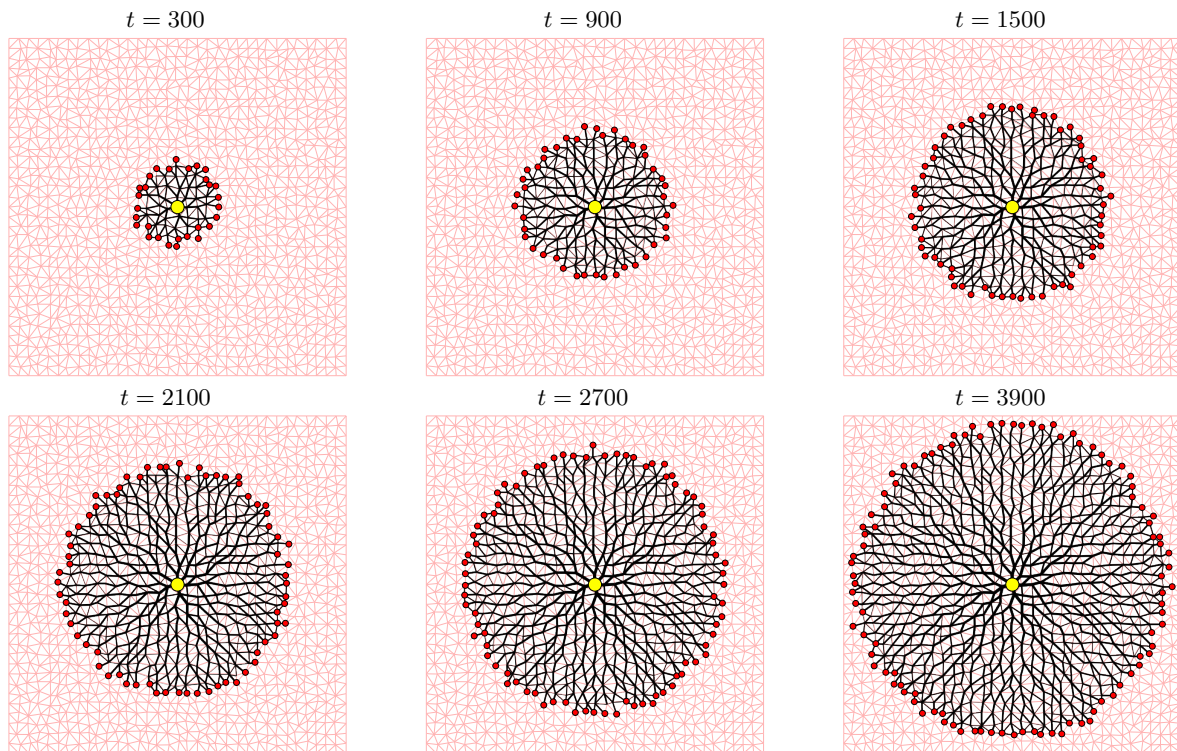 t = 300
t = 900
t = 1500
t = 2100
t = 2700
t = 3900